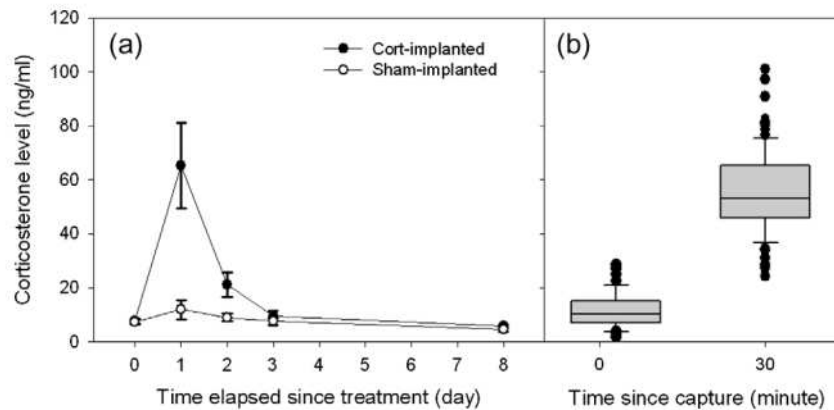 (a)
(b)
Cort-implanted
Sham-implanted
Corticosterone level (ng/ml)
120
100
80
60
40
20
0
0 1 2 3 4 5 6 7 8
0 30
Time elapsed since treatment (day)
Time since capture (minute)